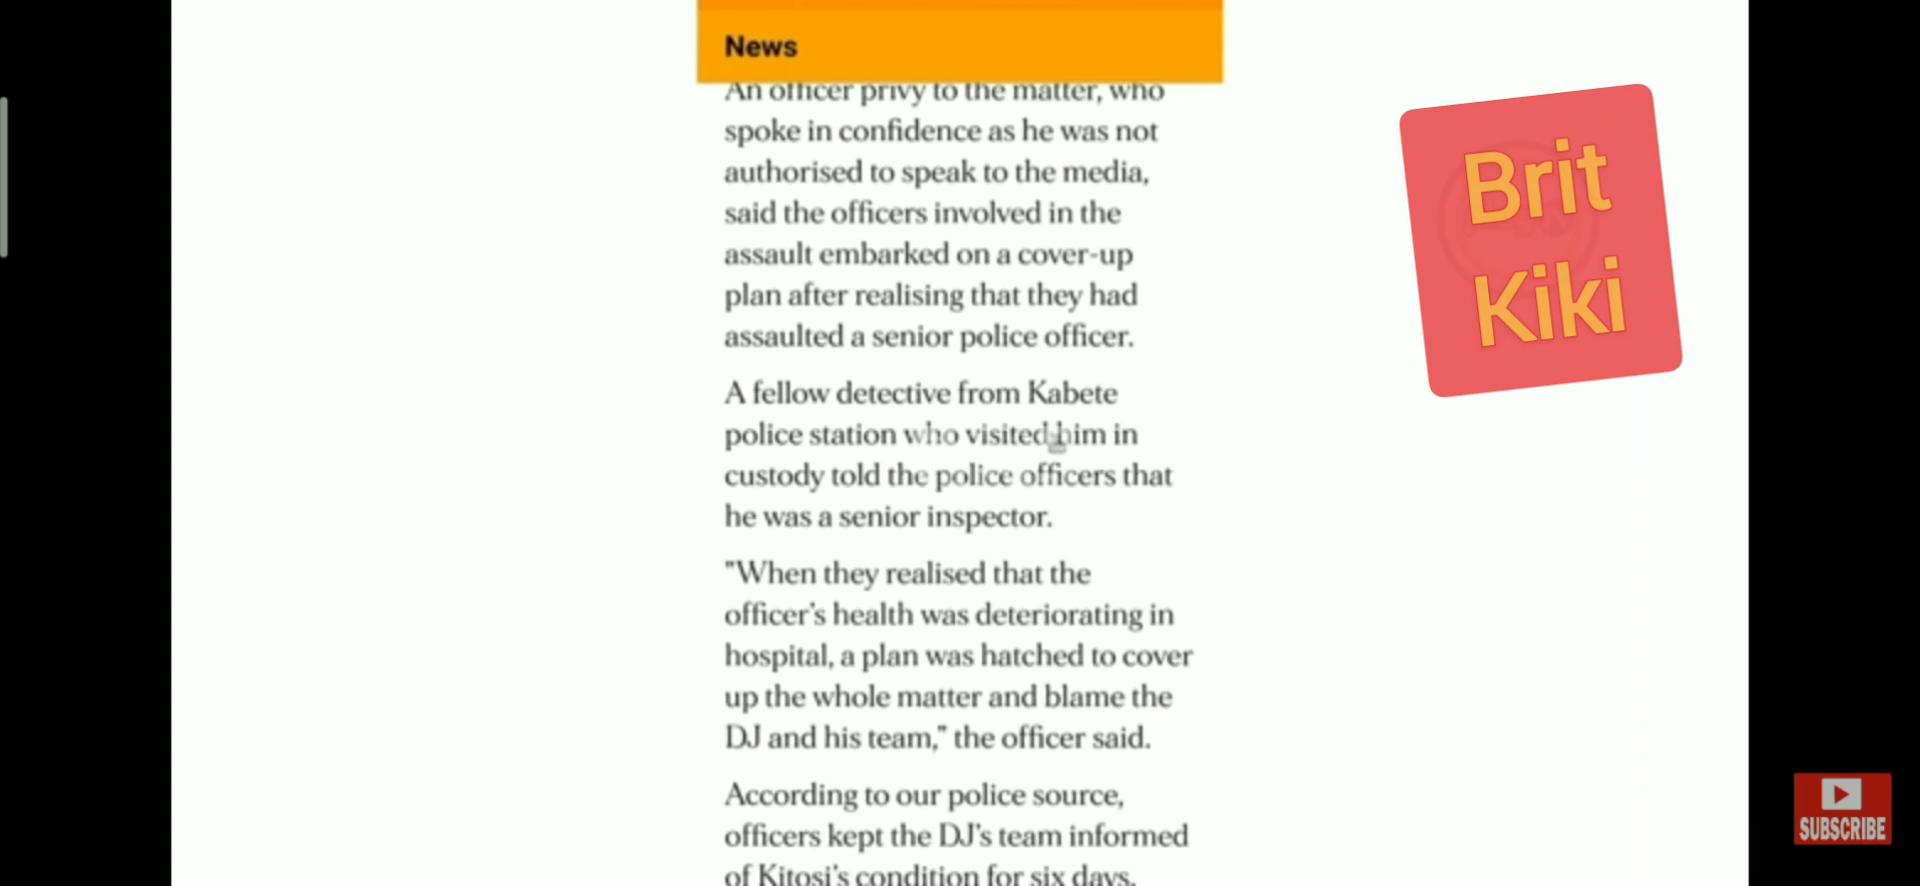 News
An officer privy to the matter, who
spoke in confidence as he was not
authorised to speak to the media,
said the officers involved in the
assault embarked on a cover-up
plan after realising that they had
assaulted a senior police officer.
A fellow detective from Kabete
police station who visited him in
custody told the police officers that
he was a senior inspector.
"When they realised that the
officer's health was deteriorating in
hospital, a plan was hatched to cover
up the whole matter and blame the
DJ and his team," the officer said.
According to our police source,
officers kept the DJ's team informed
of Kitosi's condition for six days.
Brit
Kiki
SUBSCRIBE